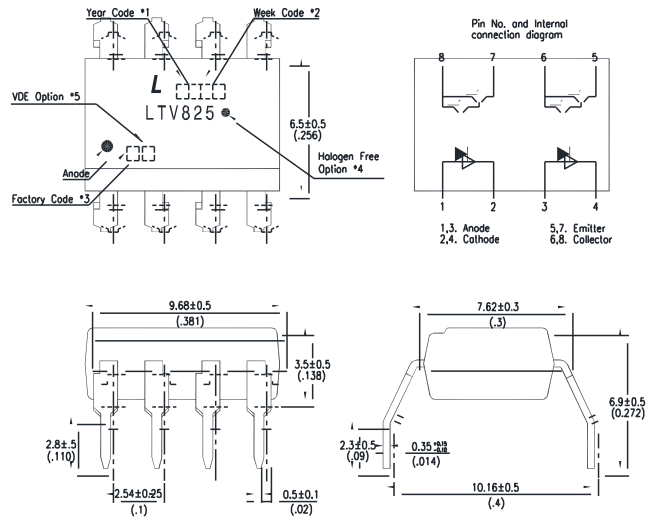 Year Code *1
Week Code *2
L
LTV825
VDE Option *5
Anode
Factory Code *3
6.5±0.5
(.256)
Halogen Free
Option *4
Pin No. and Internal
connection diagram
8 7 6 5
1 2 3 4
1,3. Anode
2,4. Cathode
5,7. Emitter
6,8. Collector
9.68±0.5
(.381)
3.5±0.5
(.138)
2.8±.5
(.110)
2.54±0.25
(.1)
0.5±0.1
(.02)
7.62±0.3
(.3)
6.9±0.5
(0.272)
2.3±0.5
(.09)
0.35 +0.15 -0.10
(.014)
10.16±0.5
(.4)